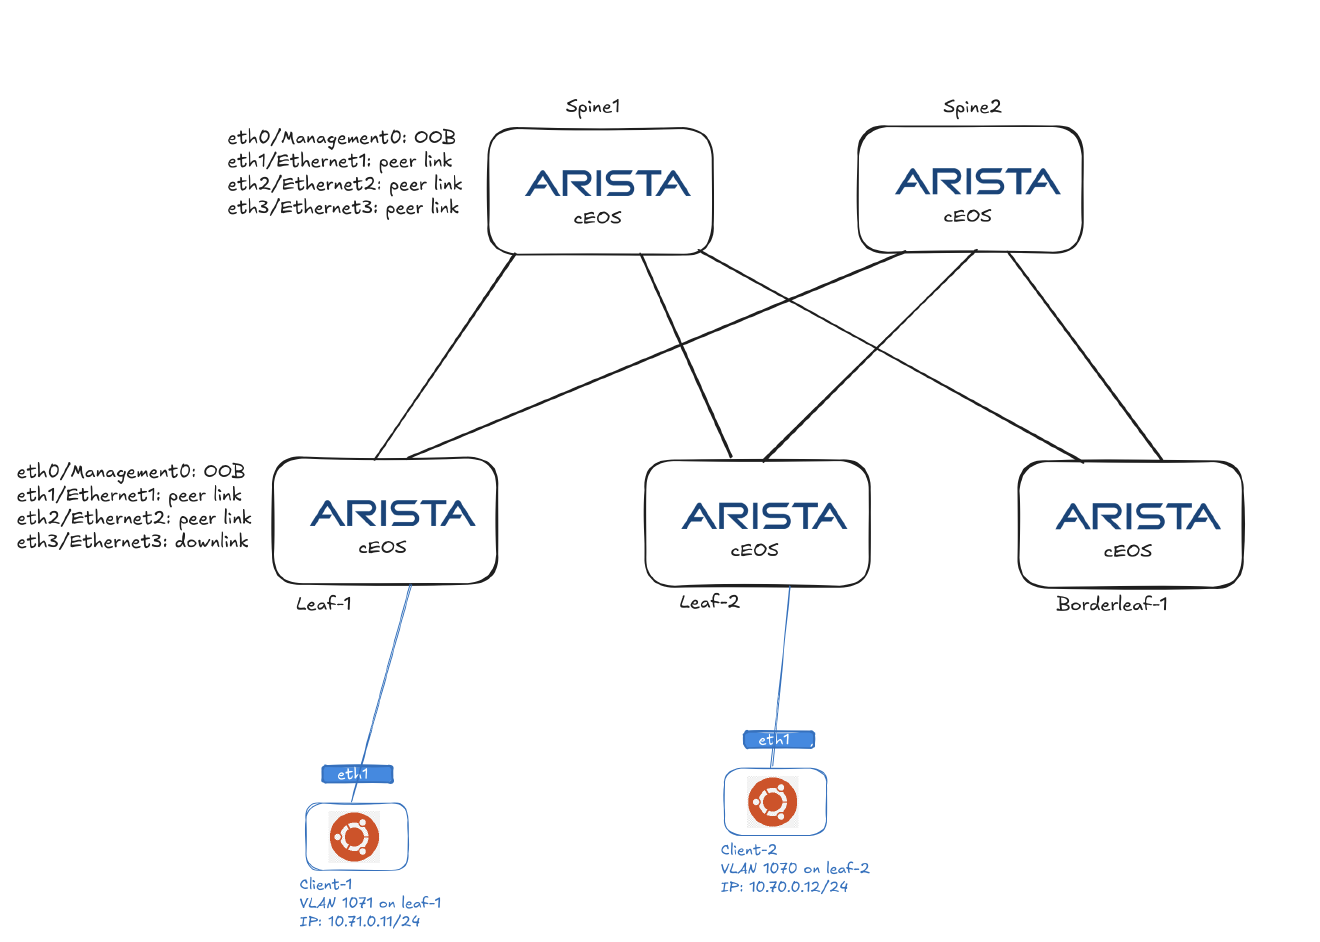 Spine1
Spine2
eth0/Management0: OOB
eth1/Ethernet1: peer link
eth2/Ethernet2: peer link
eth3/Ethernet3: peer link
ARISTA
cEOS
ARISTA
cEOS
eth0/Management0: OOB
eth1/Ethernet1: peer link
eth2/Ethernet2: peer link
eth3/Ethernet3: downlink
ARISTA
cEOS
Leaf-1
ARISTA
cEOS
Leaf-2
ARISTA
cEOS
Borderleaf-1
eth1
Client-1
VLAN 1071 on leaf-1
IP: 10.71.0.11/24
eth1
Client-2
VLAN 1070 on leaf-2
IP: 10.70.0.12/24